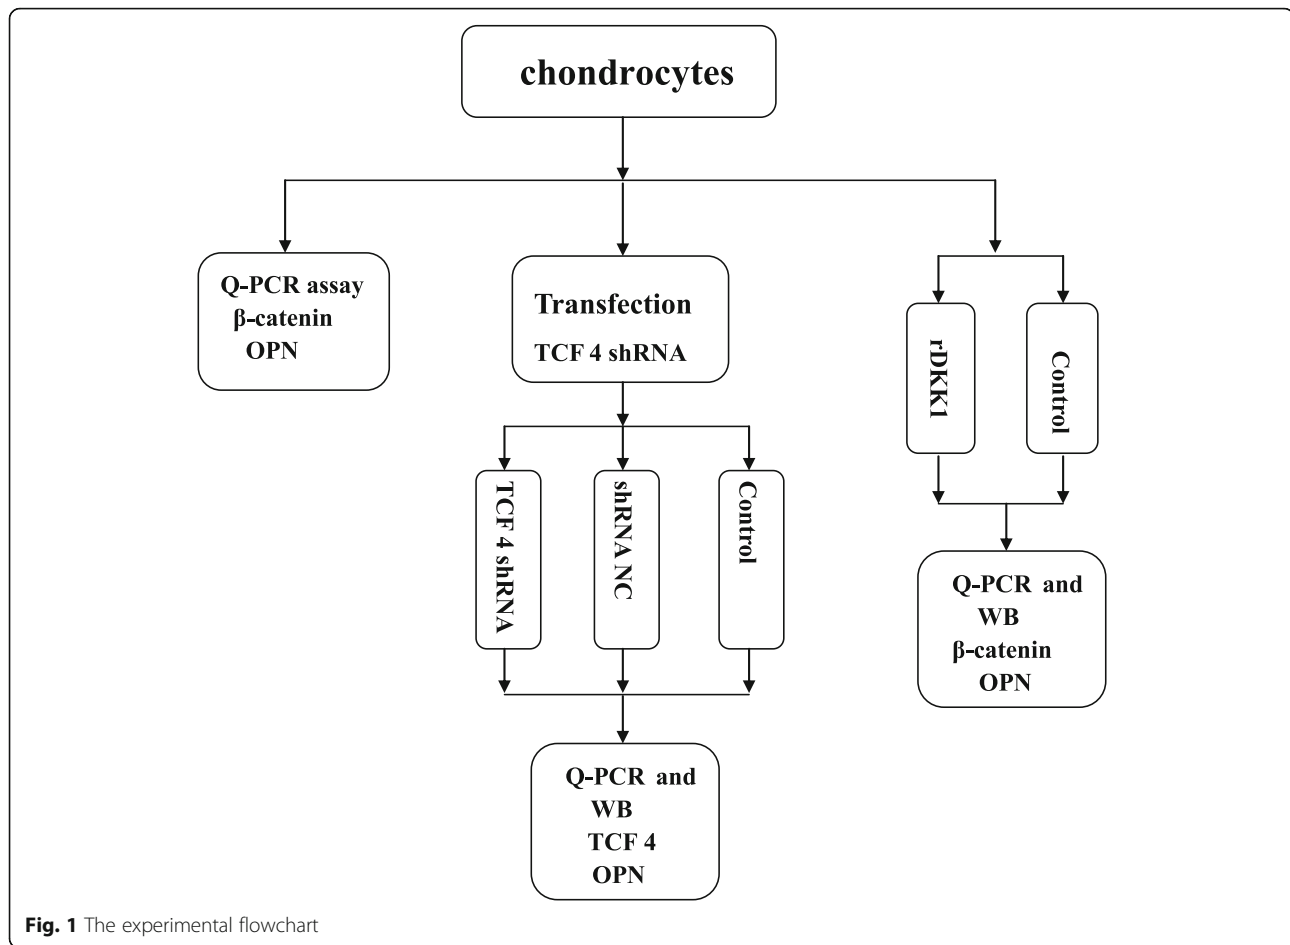 chondrocytes
Q-PCR assay
β-catenin
OPN
Transfection
TCF 4 shRNA
rDKK1
Control
TCF 4 shRNA
shRNA NC
Control
Q-PCR and
WB
β-catenin
OPN
Q-PCR and
WB
TCF 4
OPN
Fig. 1 The experimental flowchart